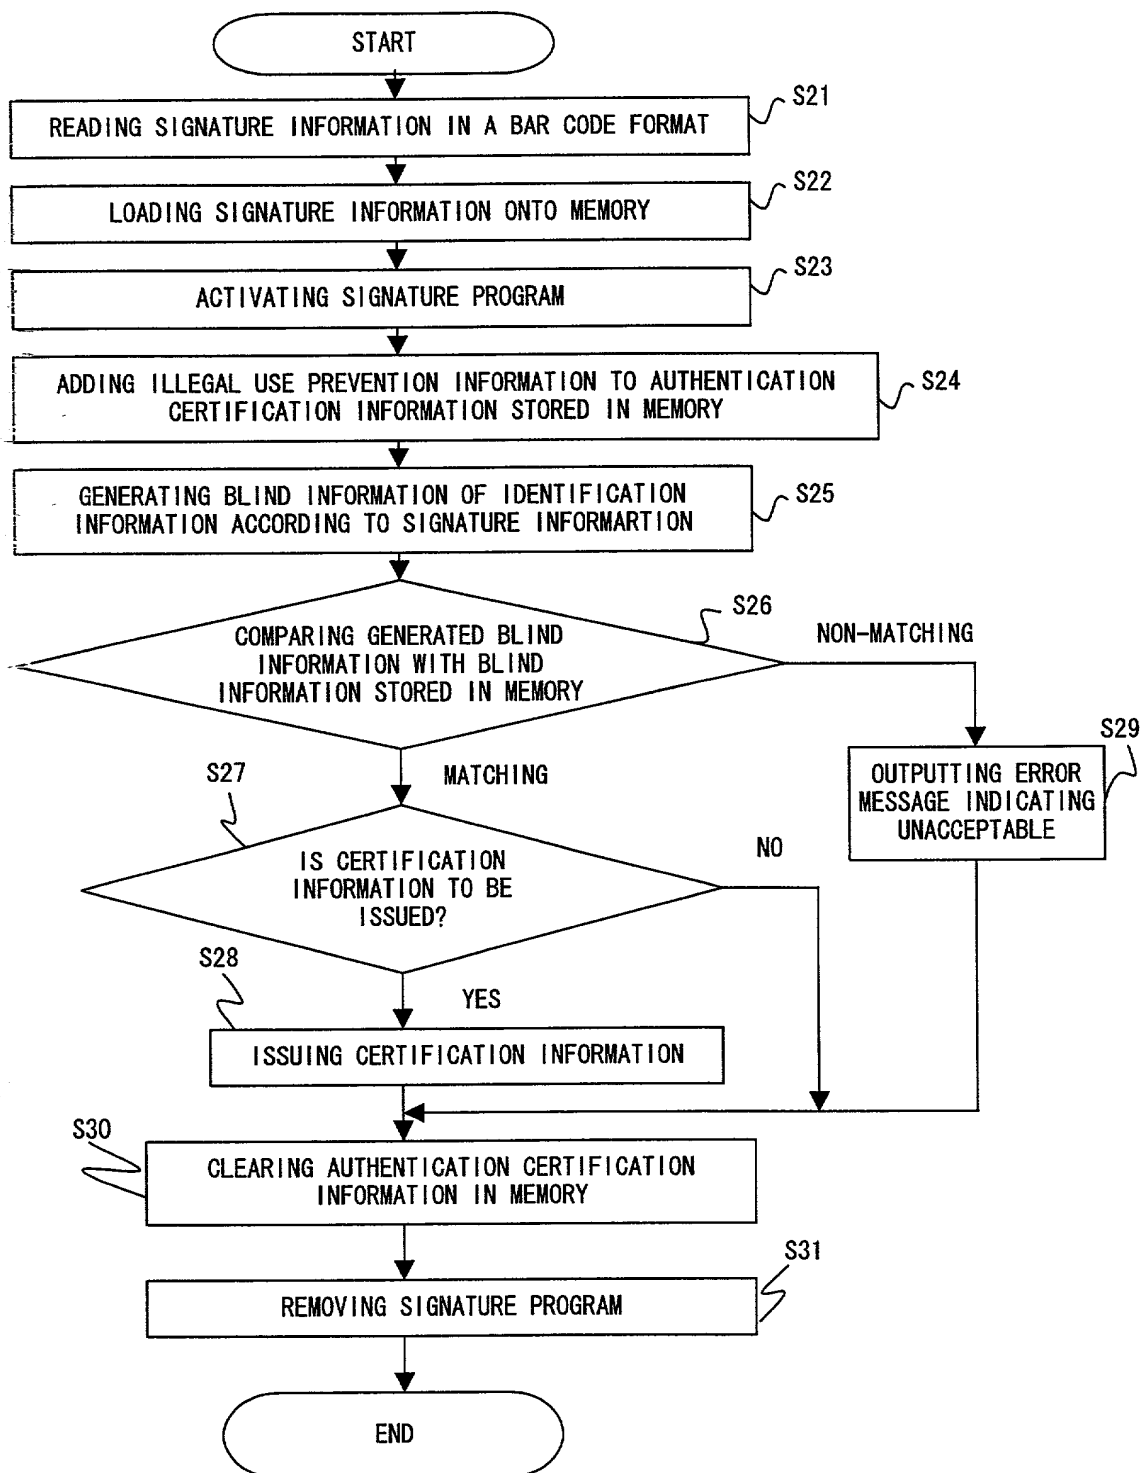 START
S21
READING SIGNATURE INFORMATION IN A BAR CODE FORMAT
S22
LOADING SIGNATURE INFORMATION ONTO MEMORY
S23
ACTIVATING SIGNATURE PROGRAM
S24
ADDING ILLEGAL USE PREVENTION INFORMATION TO AUTHENTICATION
CERTIFICATION INFORMATION STORED IN MEMORY
S25
GENERATING BLIND INFORMATION OF IDENTIFICATION
INFORMATION ACCORDING TO SIGNATURE INFORMARTION
S26
COMPARING GENERATED BLIND
INFORMATION WITH BLIND
INFORMATION STORED IN MEMORY
NON-MATCHING
S29
OUTPUTTING ERROR
MESSAGE INDICATING
UNACCEPTABLE
MATCHING
S27
IS CERTIFICATION
INFORMATION TO BE
ISSUED?
NO
YES
S28
ISSUING CERTIFICATION INFORMATION
S30
CLEARING AUTHENTICATION CERTIFICATION
INFORMATION IN MEMORY
S31
REMOVING SIGNATURE PROGRAM
END